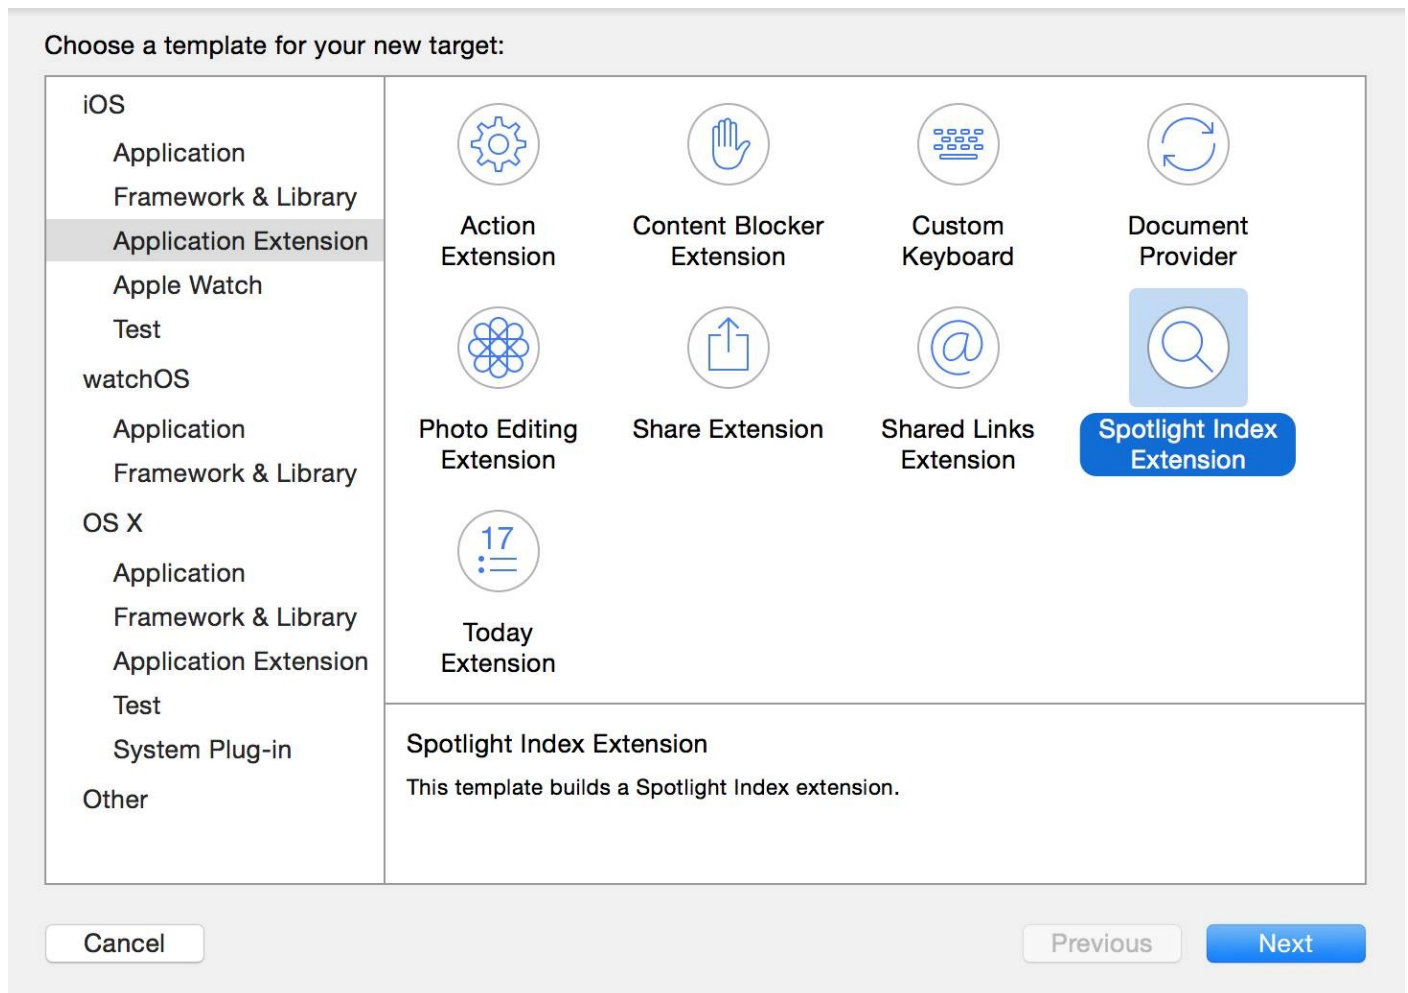 Choose a template for your new target:
iOS
Application
Framework & Library
Application Extension
Apple Watch
Test
watchOS
Application
Framework & Library
OS X
Application
Framework & Library
Application Extension
Test
System Plug-in
Other
Action
Extension
Content Blocker
Extension
Custom
Keyboard
Document
Provider
Photo Editing
Extension
Share Extension
@
Shared Links
Extension
Spotlight Index
Extension
17
Today
Extension
Spotlight Index Extension
This template builds a Spotlight Index extension.
Cancel
Previous
Next